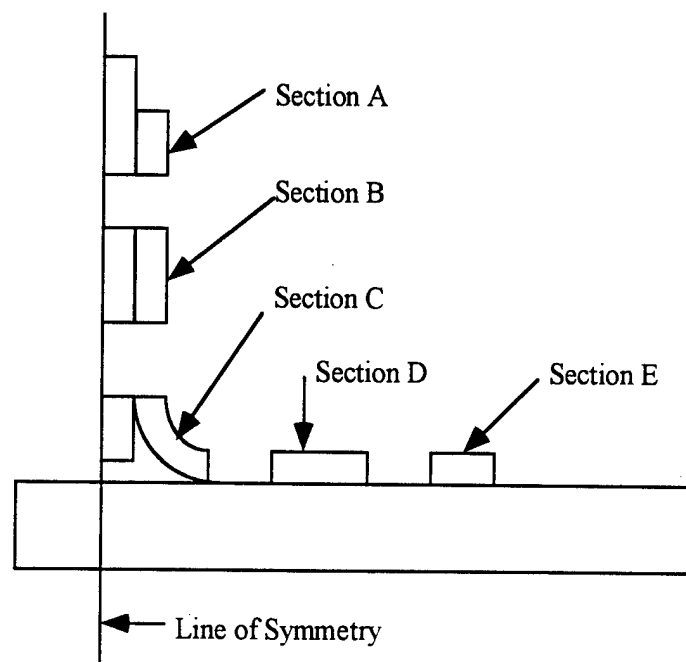 Section A
Section B
Section C
Section D
Section E
Line of Symmetry